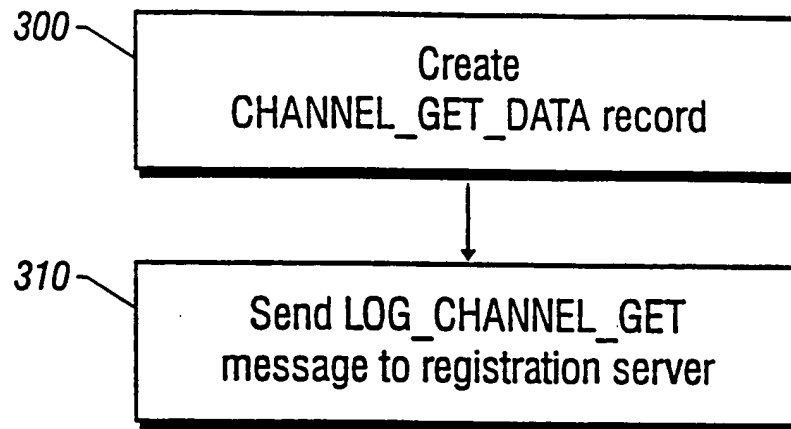 300
Create
CHANNEL_GET_DATA record
310
Send LOG_CHANNEL_GET
message to registration server